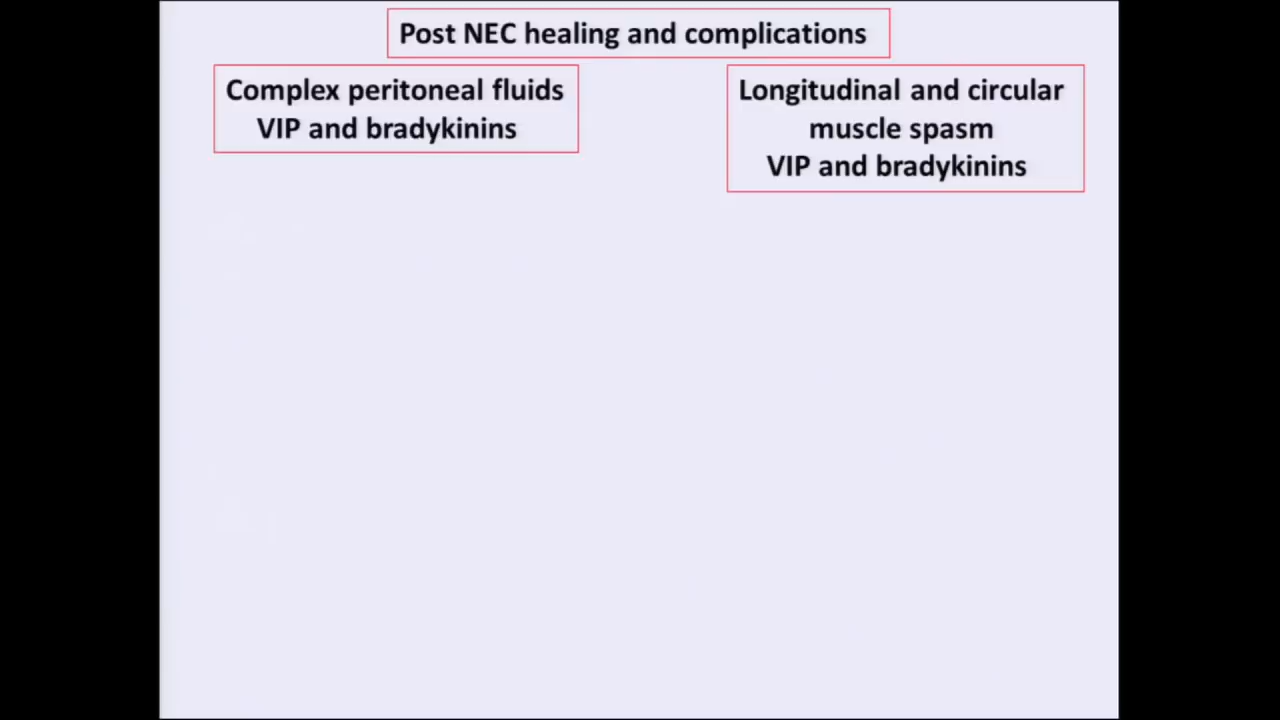 Post NEC healing and complications
Complex peritoneal fluids
VIP and bradykinins
Longitudinal and circular
muscle spasm
VIP and bradykinins